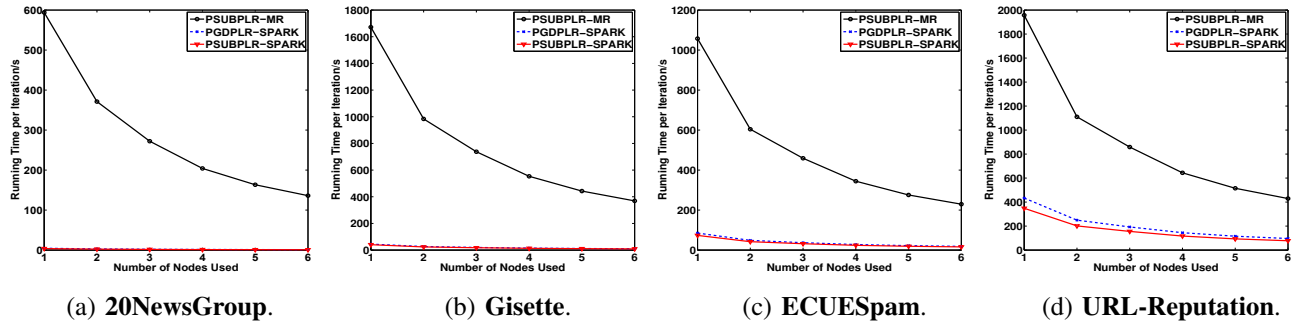 Running Time per Iteration/s
600
500
400
300
200
100
0
1 2 3 4 5 6
Number of Nodes Used
PSUBPLR-MR
PGDPLR-SPARK
PSUBPLR-SPARK
(a) 20NewsGroup.
Running Time per Iteration/s
1800
1600
1400
1200
1000
800
600
400
200
0
1 2 3 4 5 6
Number of Nodes Used
PSUBPLR-MR
PGDPLR-SPARK
PSUBPLR-SPARK
(b) Gisette.
Running Time per Iteration/s
1200
1000
800
600
400
200
0
1 2 3 4 5 6
Number of Nodes Used
PSUBPLR-MR
PGDPLR-SPARK
PSUBPLR-SPARK
(c) ECUESpam.
Running Time per Iteration/s
2000
1800
1600
1400
1200
1000
800
600
400
200
0
1 2 3 4 5 6
Number of Nodes Used
PSUBPLR-MR
PGDPLR-SPARK
PSUBPLR-SPARK
(d) URL-Reputation.